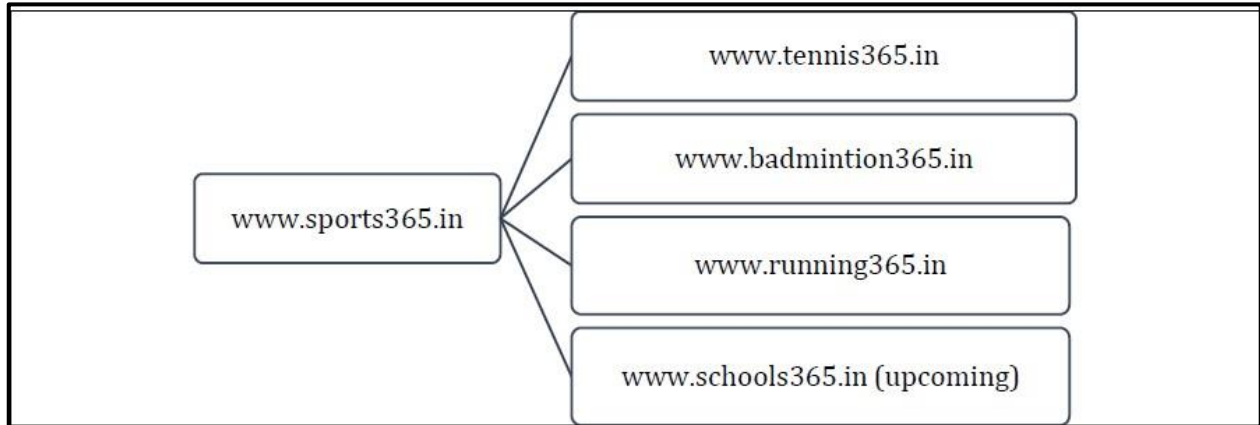 www.tennis365.in
www.badmintion365.in
www.sports365.in
www.running365.in
www.schools365.in (upcoming)